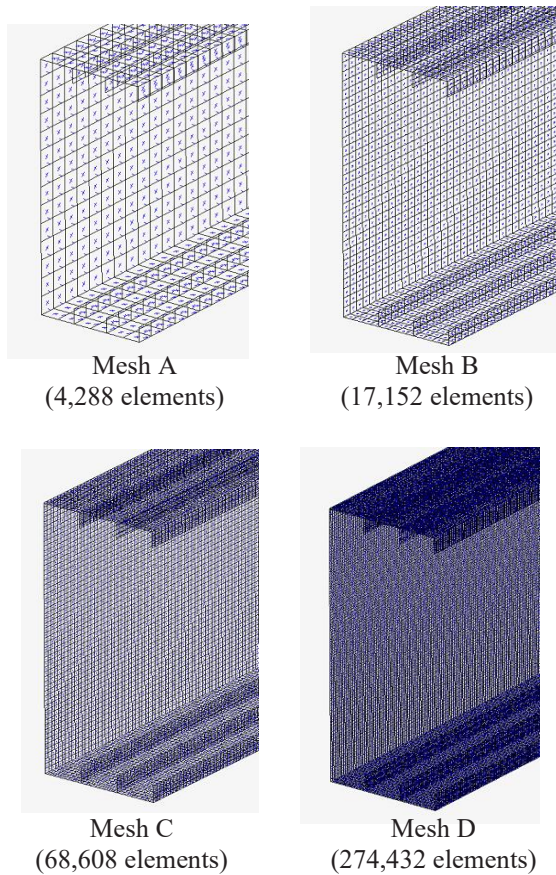 Mesh A
(4,288 elements)
Mesh B
(17,152 elements)
Mesh C
(68,608 elements)
Mesh D
(274,432 elements)